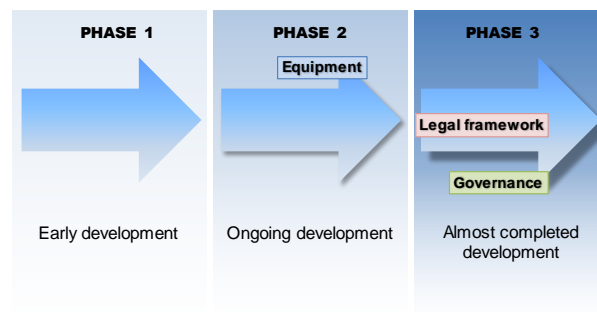 PHASE 1
PHASE 2
PHASE 3
Equipment
Legal framework
Governance
Early development
Ongoing development
Almost completed
development